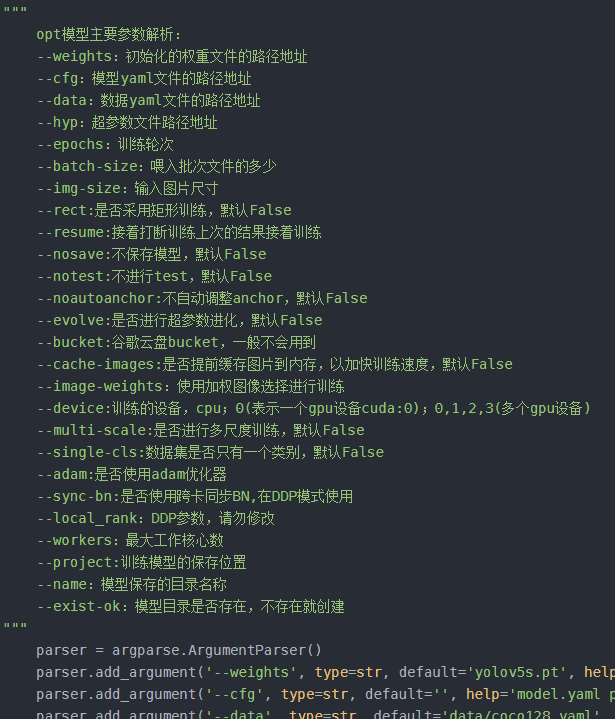 """
opt模型主要参数解析:
--weights：初始化的权重文件的路径地址
--cfg：模型yaml文件的路径地址
--data：数据yaml文件的路径地址
--hyp：超参数文件路径地址
--epochs：训练轮次
--batch-size：喂入批次文件的多少
--img-size：输入图片尺寸
--rect:是否采用矩形训练，默认False
--resume:接着打断训练上次的结果接着训练
--nosave:不保存模型，默认False
--notest:不进行test，默认False
--noautoanchor:不自动调整anchor，默认False
--evolve:是否进行超参数进化，默认False
--bucket:谷歌云盘bucket，一般不会用到
--cache-images:是否提前缓存图片到内存，以加快训练速度，默认False
--image-weights：使用加权图像选择进行训练
--device:训练的设备，cpu；0(表示一个gpu设备cuda:0)；0,1,2,3(多个gpu设备)
--multi-scale:是否进行多尺度训练，默认False
--single-cls:数据集是否只有一个类别，默认False
--adam:是否使用adam优化器
--sync-bn:是否使用跨卡同步BN,在DDP模式使用
--local_rank：DDP参数，请勿修改
--workers：最大工作核心数
--project:训练模型的保存位置
--name：模型保存的目录名称
--exist-ok：模型目录是否存在，不存在就创建
"""
parser = argparse.ArgumentParser()
parser.add_argument('--weights', type=str, default='yolov5s.pt', help
parser.add_argument('--cfg', type=str, default='', help='model.yaml p
parser.add_argument('--data', type=str, default='data/coco128.yaml'